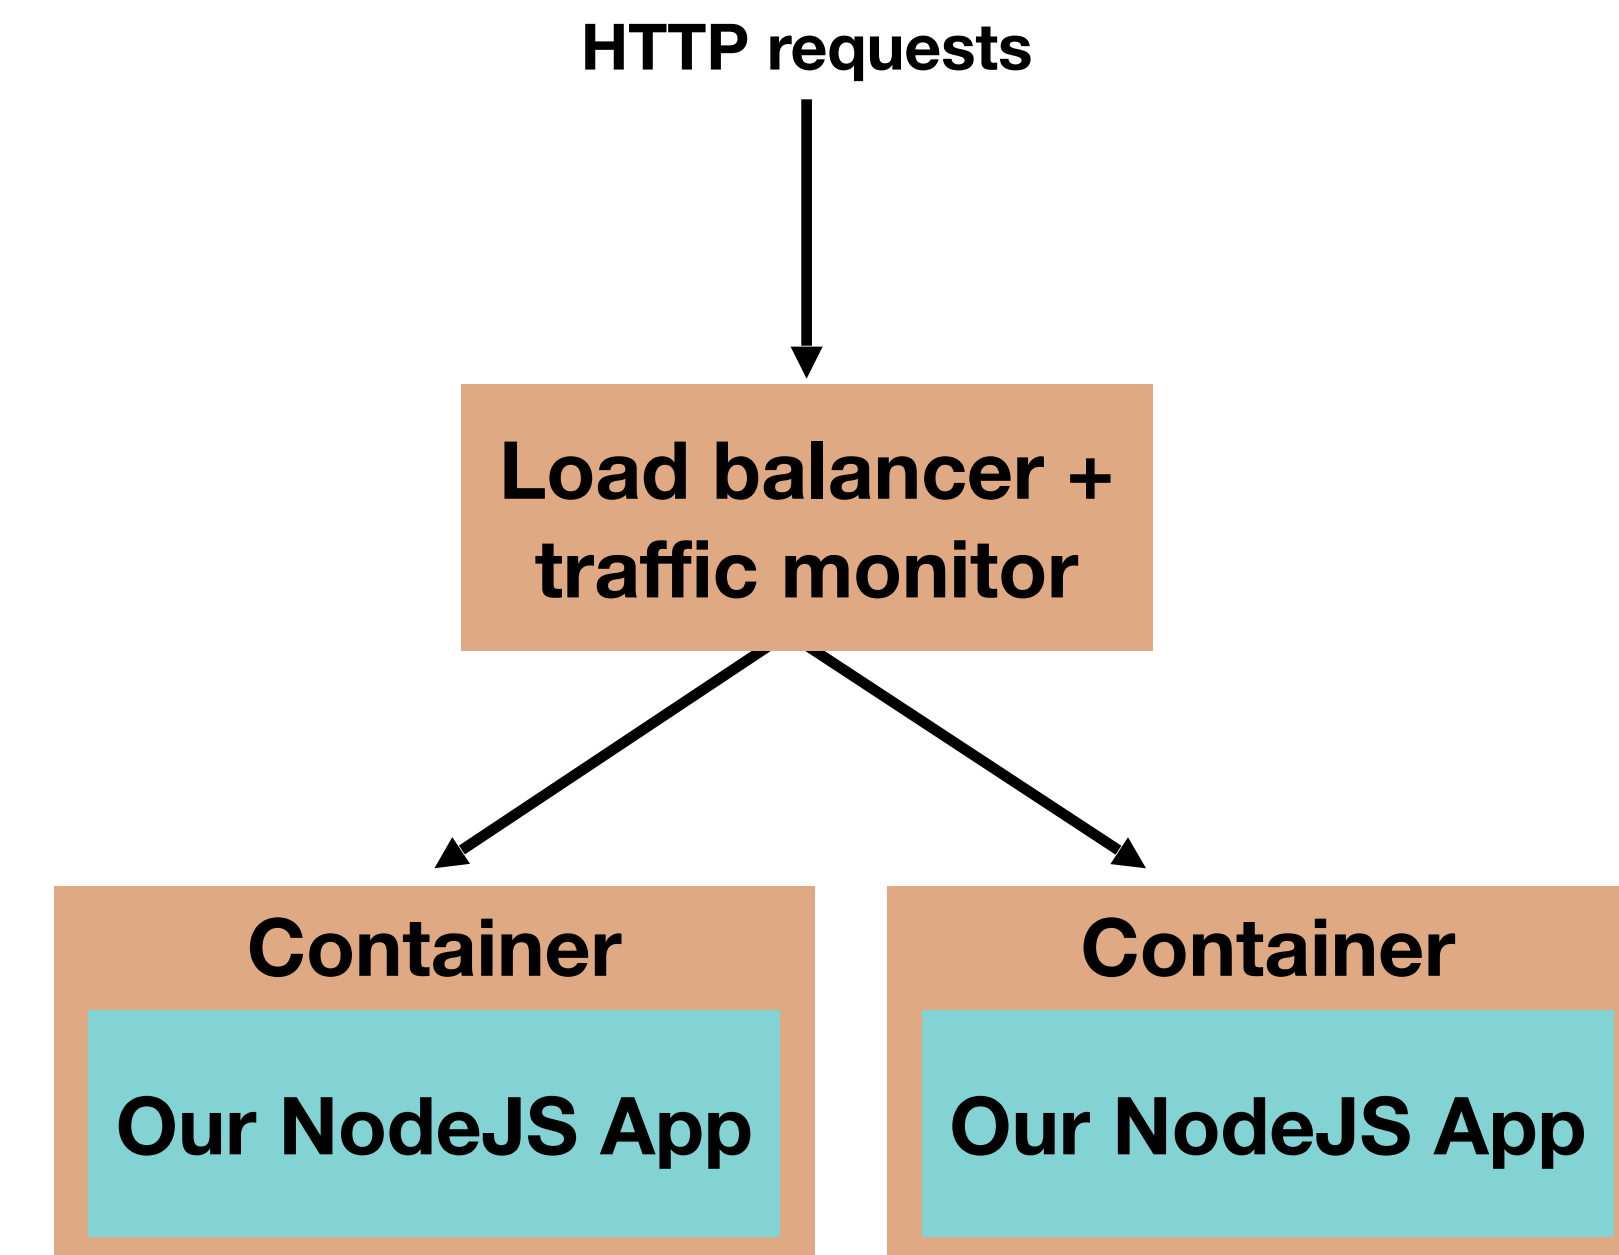 HTTP requests
Load balancer +
traffic monitor
Container
Our NodeJS App
Container
Our NodeJS App